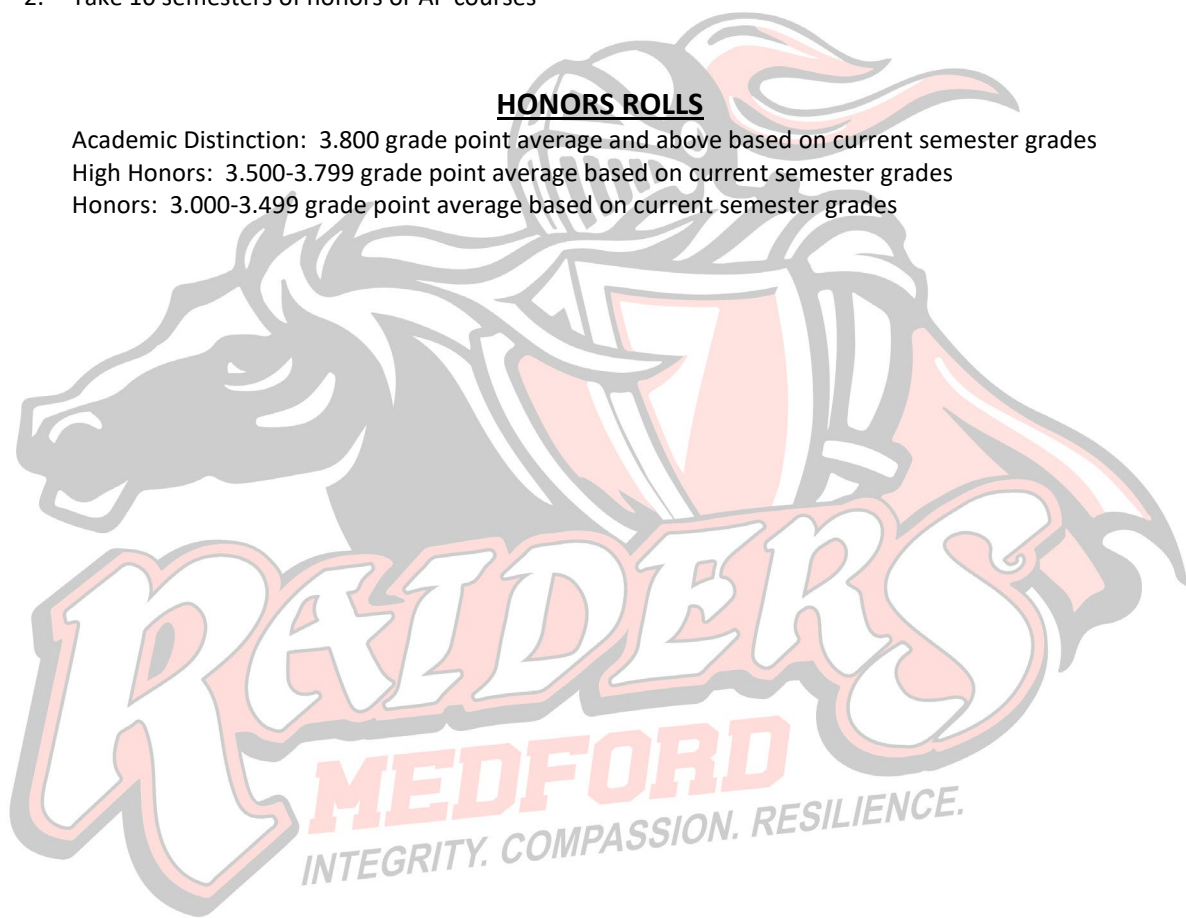 2. Take 10 semesters of honors or AP courses
HONORS ROLLS
Academic Distinction: 3.800 grade point average and above based on current semester grades
High Honors: 3.500-3.799 grade point average based on current semester grades
Honors: 3.000-3.499 grade point average based on current semester grades
RAIDERS
MEDFORD
INTEGRITY. COMPASSION. RESILIENCE.